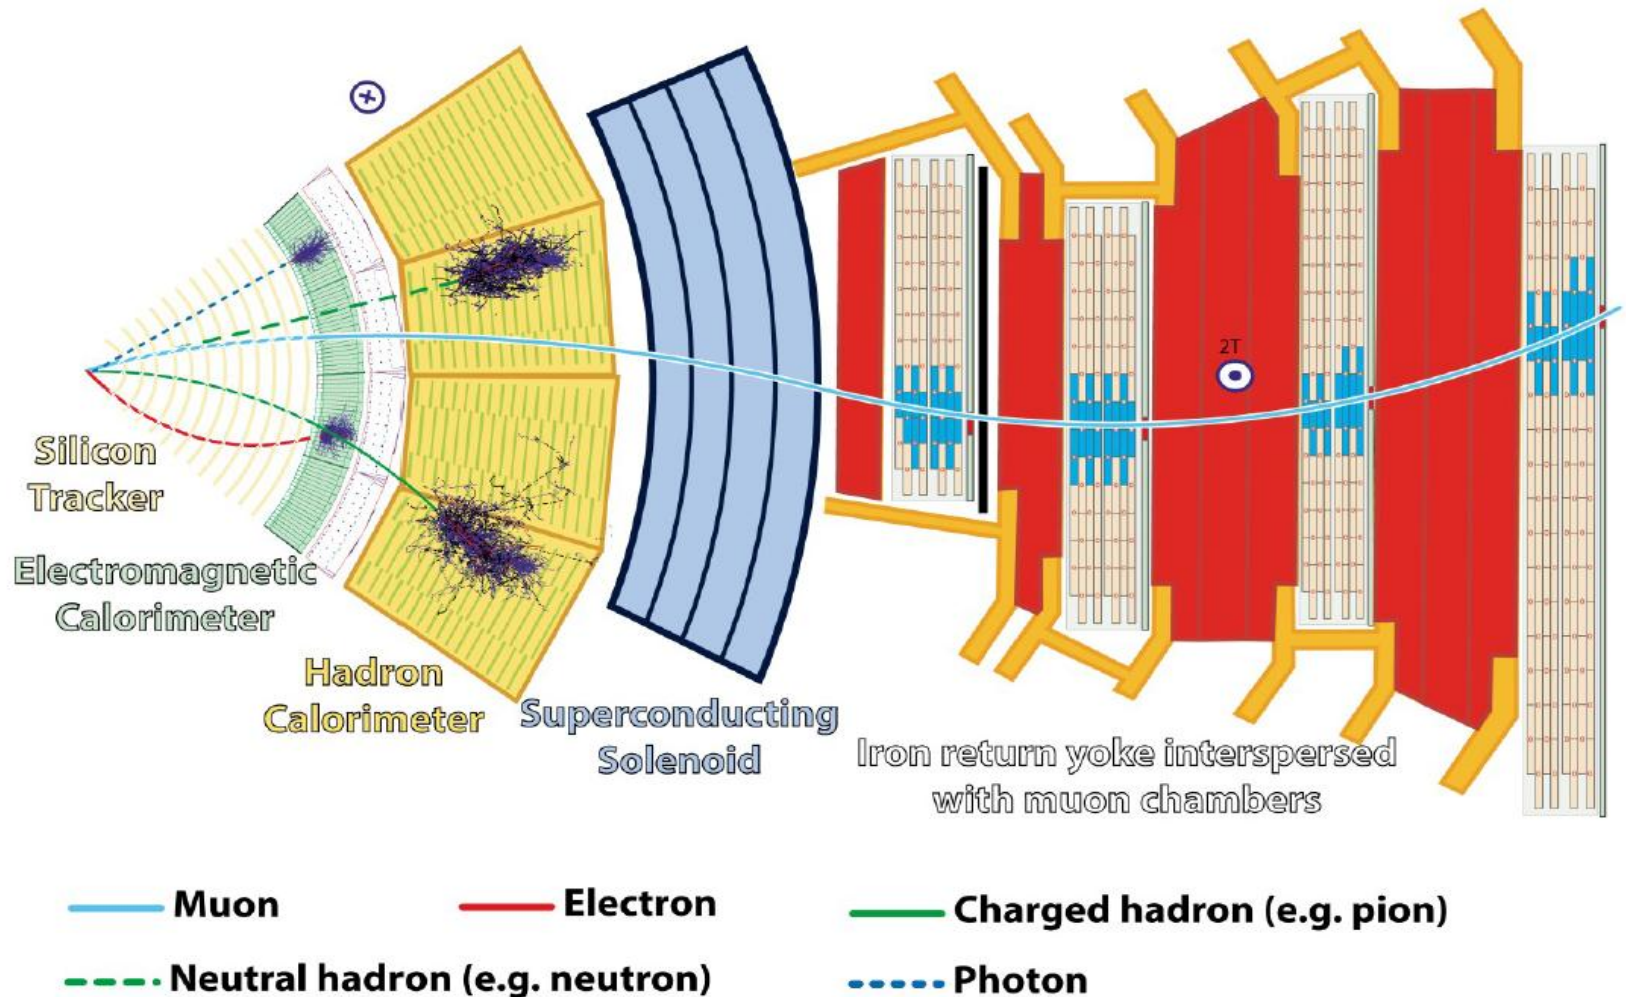 2T
Silicon
Tracker
Electromagnetic
Calorimeter
Hadron
Calorimeter
Superconducting
Solenoid
Iron return yoke interspersed
with muon chambers
Muon
Electron
Charged hadron (e.g. pion)
Neutral hadron (e.g. neutron)
Photon